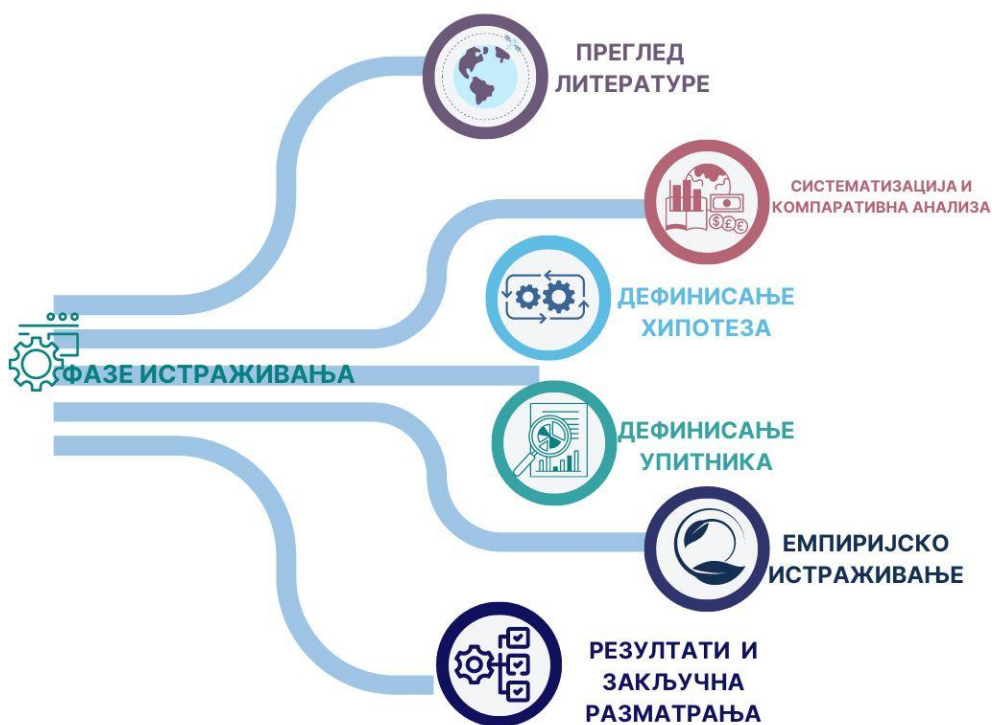 ПРЕГЛЕД
ЛИТЕРАТУРЕ
СИСТЕМАТИЗАЦИЈА И
КОМПАРАТИВНА АНАЛИЗА
ДЕФИНИСАЊЕ
ХИПОТЕЗА
ФАЗЕ ИСТРАЖИВАЊА
ДЕФИНИСАЊЕ
УПИТНИКА
ЕМПИРИЈСКО
ИСТРАЖИВАЊЕ
РЕЗУЛТАТИ И
ЗАКЉУЧНА
РАЗМАТРАЊА